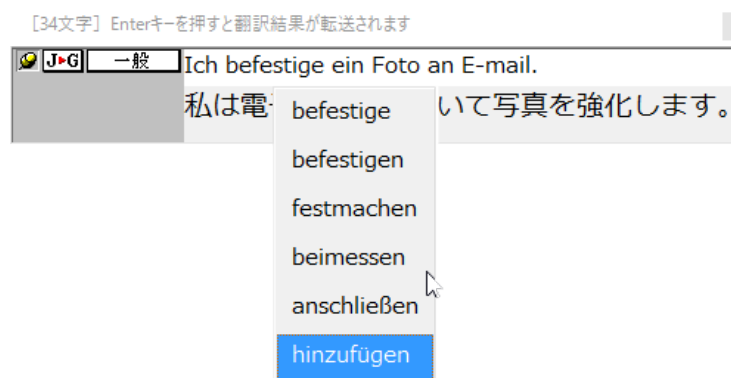 [34文字] Enterキーを押すと翻訳結果が転送されます
J▶G 一般 Ich befestige ein Foto an E-mail.
私は電 いて写真を強化します。
befestige
befestigen
festmachen
beimessen
anschließen
hinzufügen